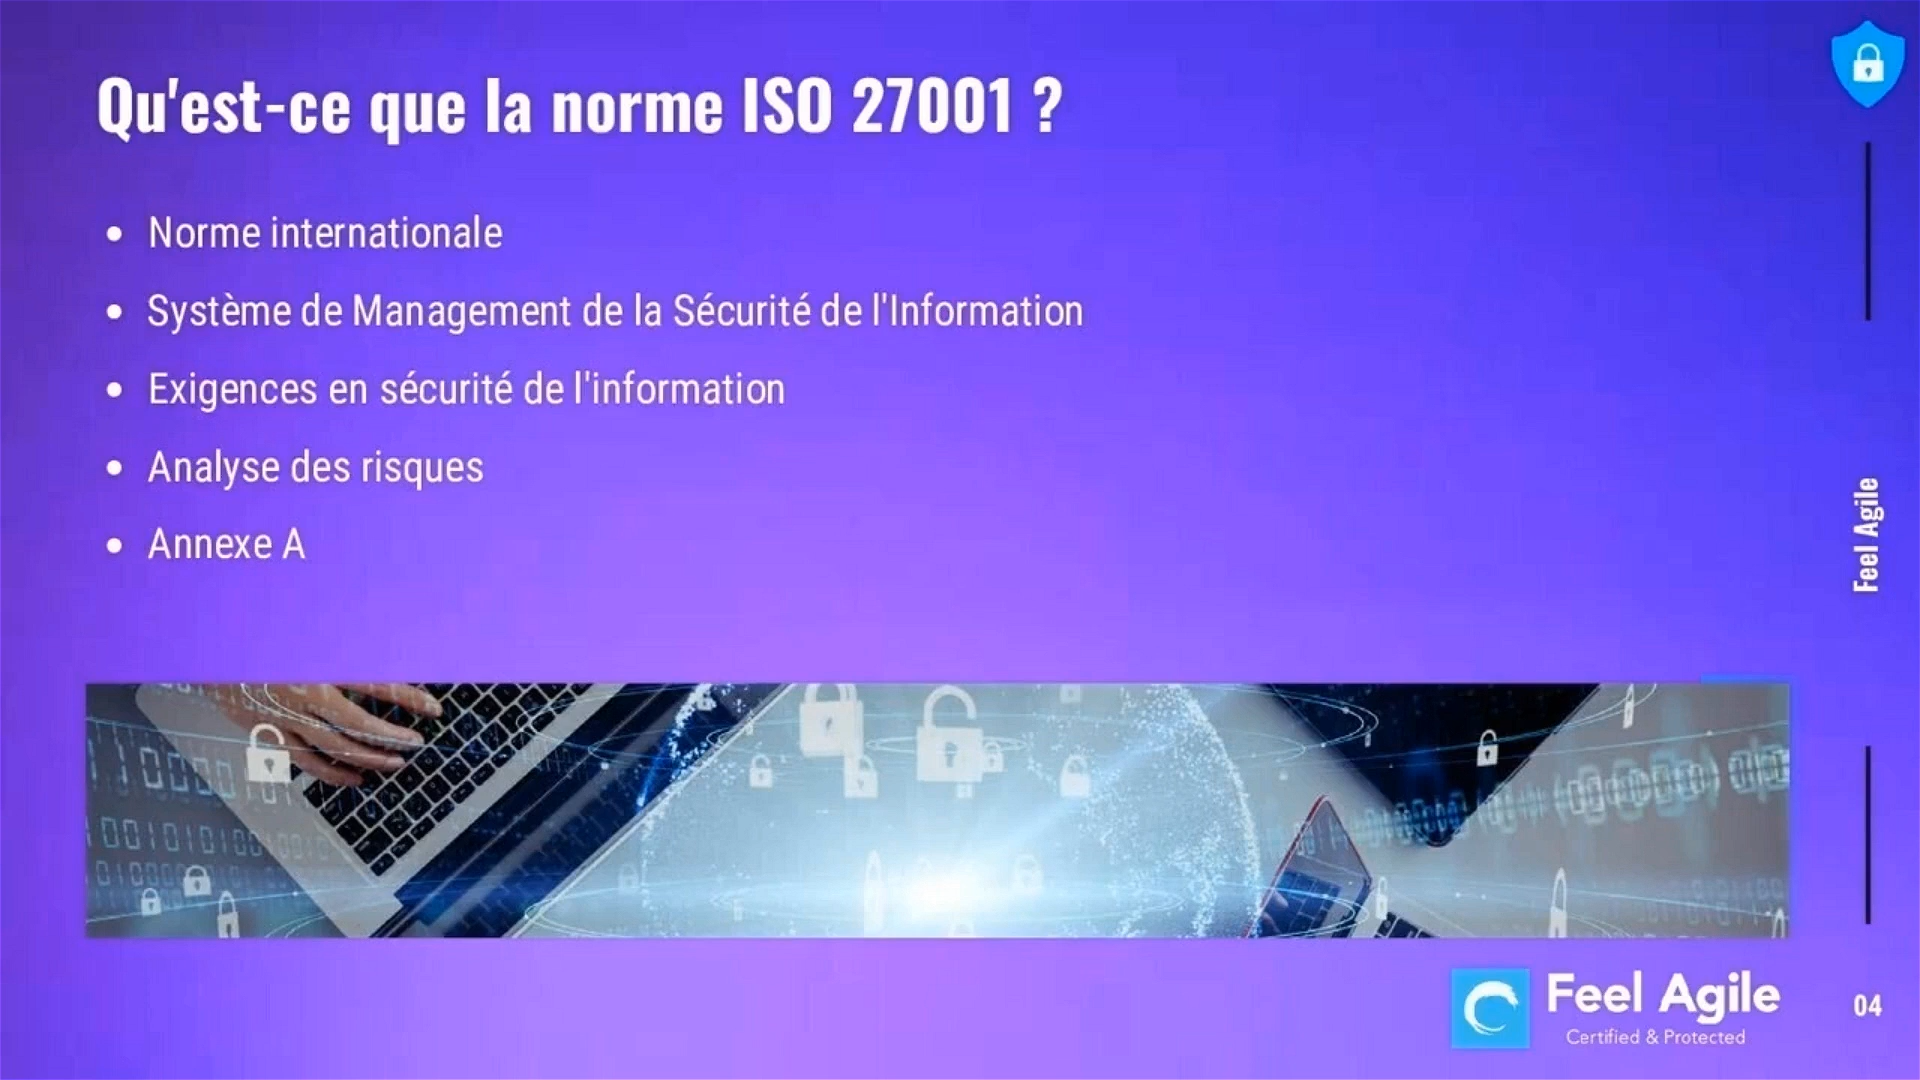 Qu'est-ce que la norme ISO 27001 ?
• Norme internationale
• Système de Management de la Sécurité de l'Information
• Exigences en sécurité de l'information
• Analyse des risques
• Annexe A
Feel Agile
Feel Agile
Certified & Protected
04